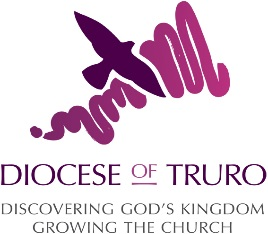 DIOCESE OF TRURO
DISCOVERING GOD'S KINGDOM
GROWING THE CHURCH